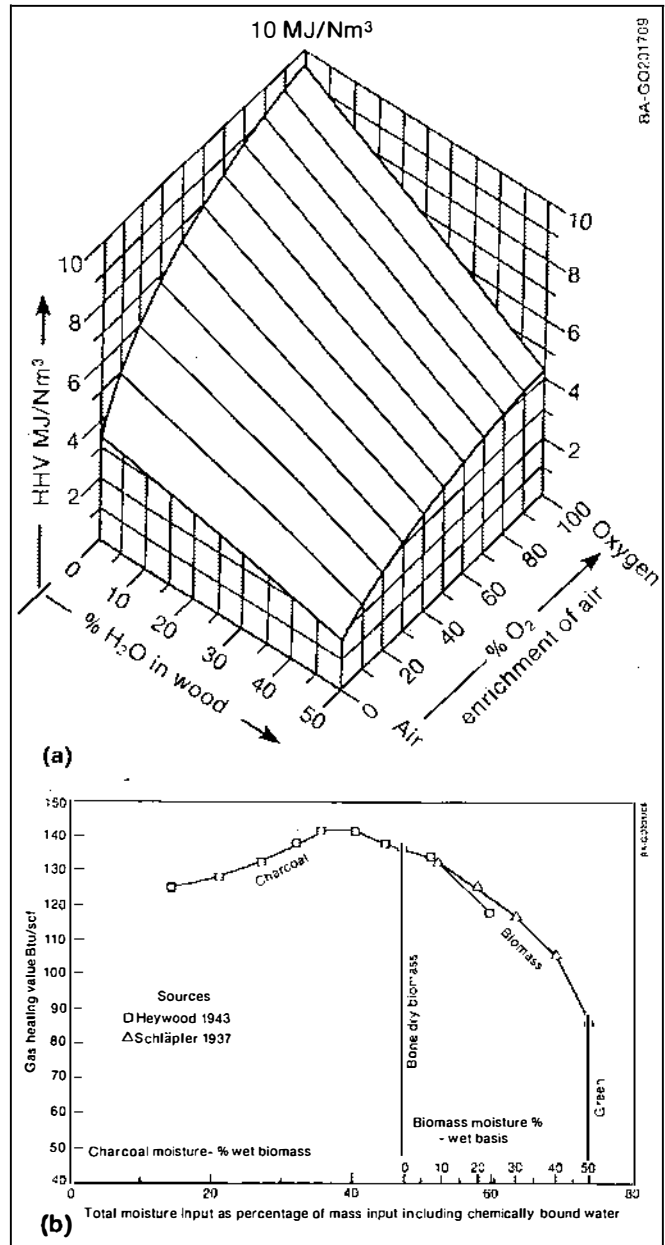 10 MJ/Nm³
8A-GO201709
10
8
6
4
2
RHV MJ/Nm³
10
8
6
4
2
0
10
20
30
40
50
% H₂O in wood
0
20
40
60
80
100
Air
% O₂
enrichment of air
Oxygen
(a)
150
140
130
120
110
100
90
80
70
60
50
40
Gas heating value Btu/scf
Charcoal
Biomass
Bone dry biomass
Green
Sources
Heywood 1943
Schläpler 1937
Charcoal moisture - % wet biomass
Biomass moisture %
- wet basis
0 10 20 30 40 50
0 20 40 60 80
(b)
Total moisture input as percentage of mass input including chemically bound water